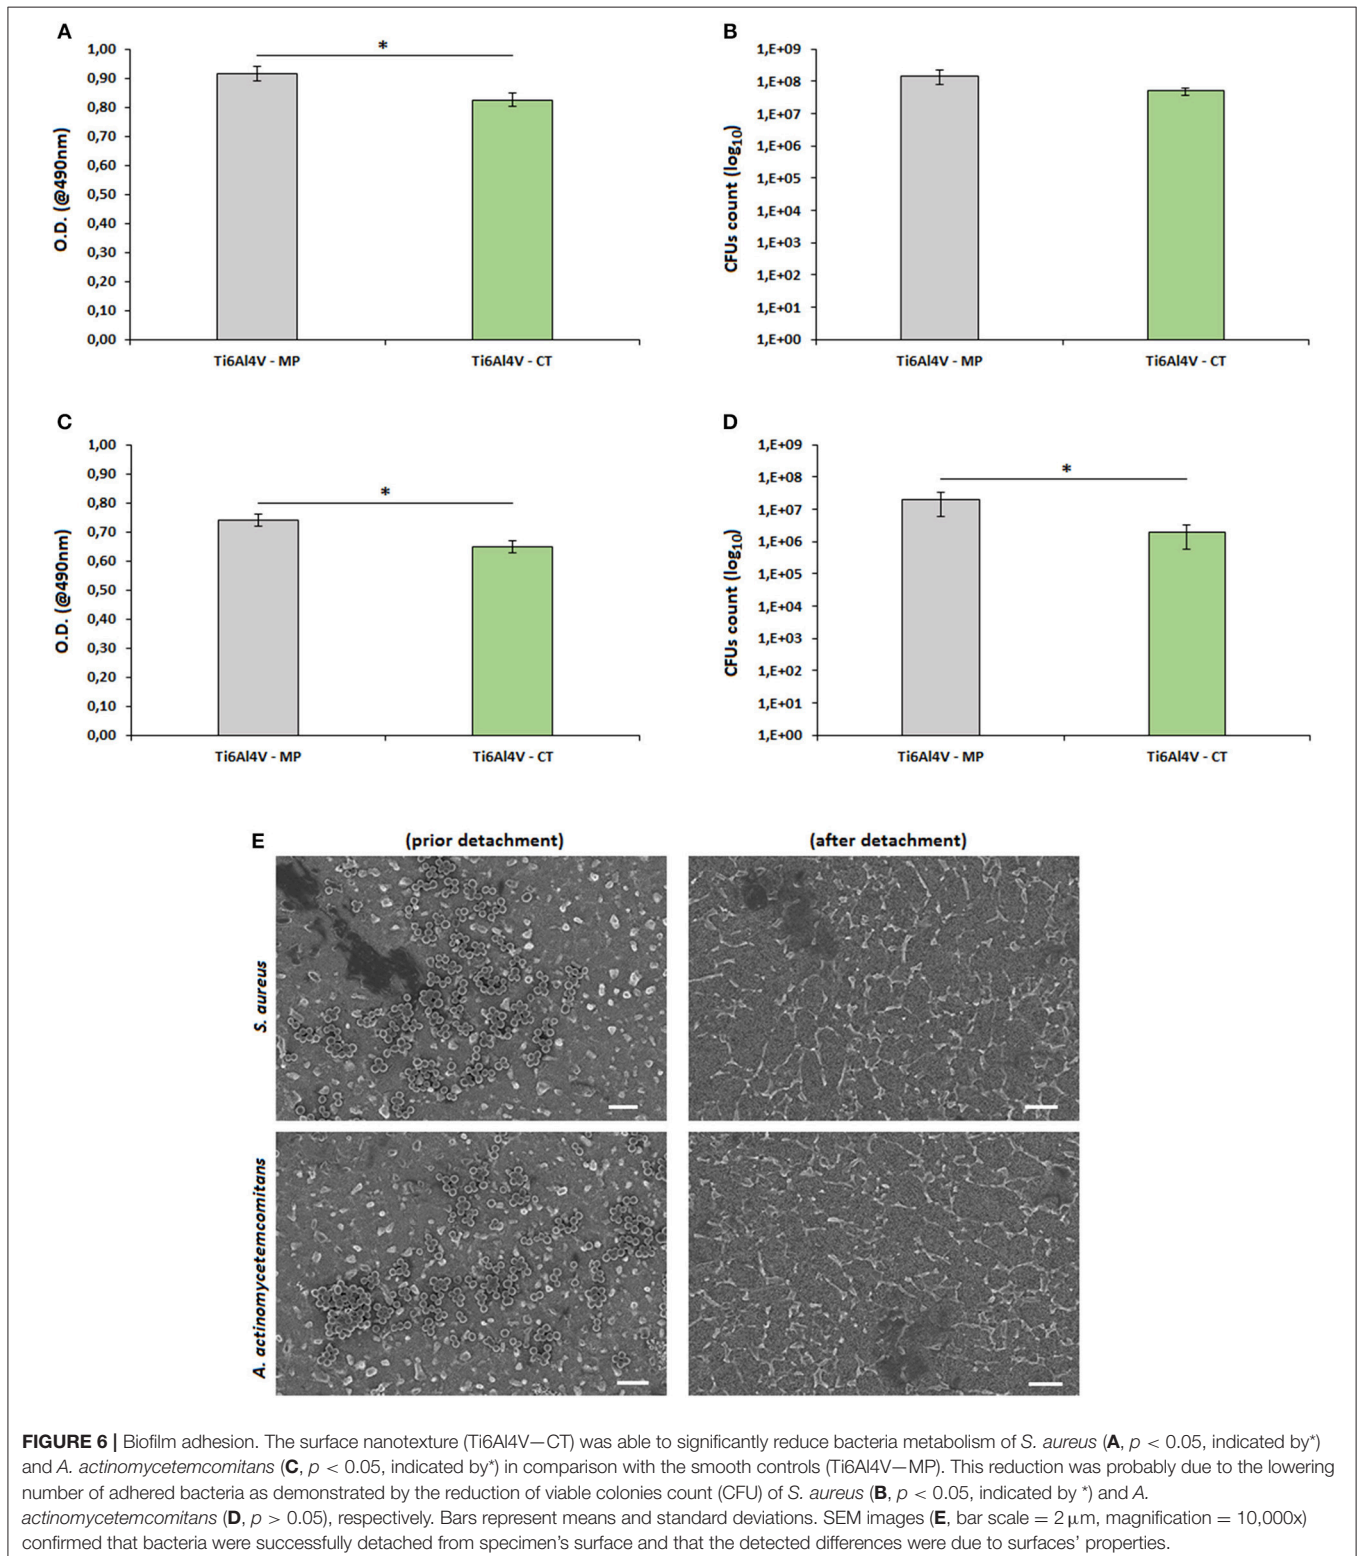 A
*
1,00
0,90
0,80
0,70
0,60
0,50
0,40
0,30
0,20
0,10
0,00
O.D. (@490nm)
Ti6Al4V - MP
Ti6Al4V - CT
B
1,E+09
1,E+08
1,E+07
1,E+06
1,E+05
1,E+04
1,E+03
1,E+02
1,E+01
1,E+00
CFUs count (log10)
Ti6Al4V - MP
Ti6Al4V - CT
C
*
1,00
0,90
0,80
0,70
0,60
0,50
0,40
0,30
0,20
0,10
0,00
O.D. (@490nm)
Ti6Al4V - MP
Ti6Al4V - CT
D
*
1,E+09
1,E+08
1,E+07
1,E+06
1,E+05
1,E+04
1,E+03
1,E+02
1,E+01
1,E+00
CFUs count (log10)
Ti6Al4V - MP
Ti6Al4V - CT
E
(prior detachment)
(after detachment)
S. aureus
A. actinomycetemcomitans
FIGURE 6 | Biofilm adhesion. The surface nanotexture (Ti6Al4V—CT) was able to significantly reduce bacteria metabolism of S. aureus (A, p < 0.05, indicated by*)
and A. actinomycetemcomitans (C, p < 0.05, indicated by*) in comparison with the smooth controls (Ti6Al4V—MP). This reduction was probably due to the lowering
number of adhered bacteria as demonstrated by the reduction of viable colonies count (CFU) of S. aureus (B, p < 0.05, indicated by *) and A.
actinomycetemcomitans (D, p > 0.05), respectively. Bars represent means and standard deviations. SEM images (E, bar scale = 2 μm, magnification = 10,000x)
confirmed that bacteria were successfully detached from specimen's surface and that the detected differences were due to surfaces' properties.